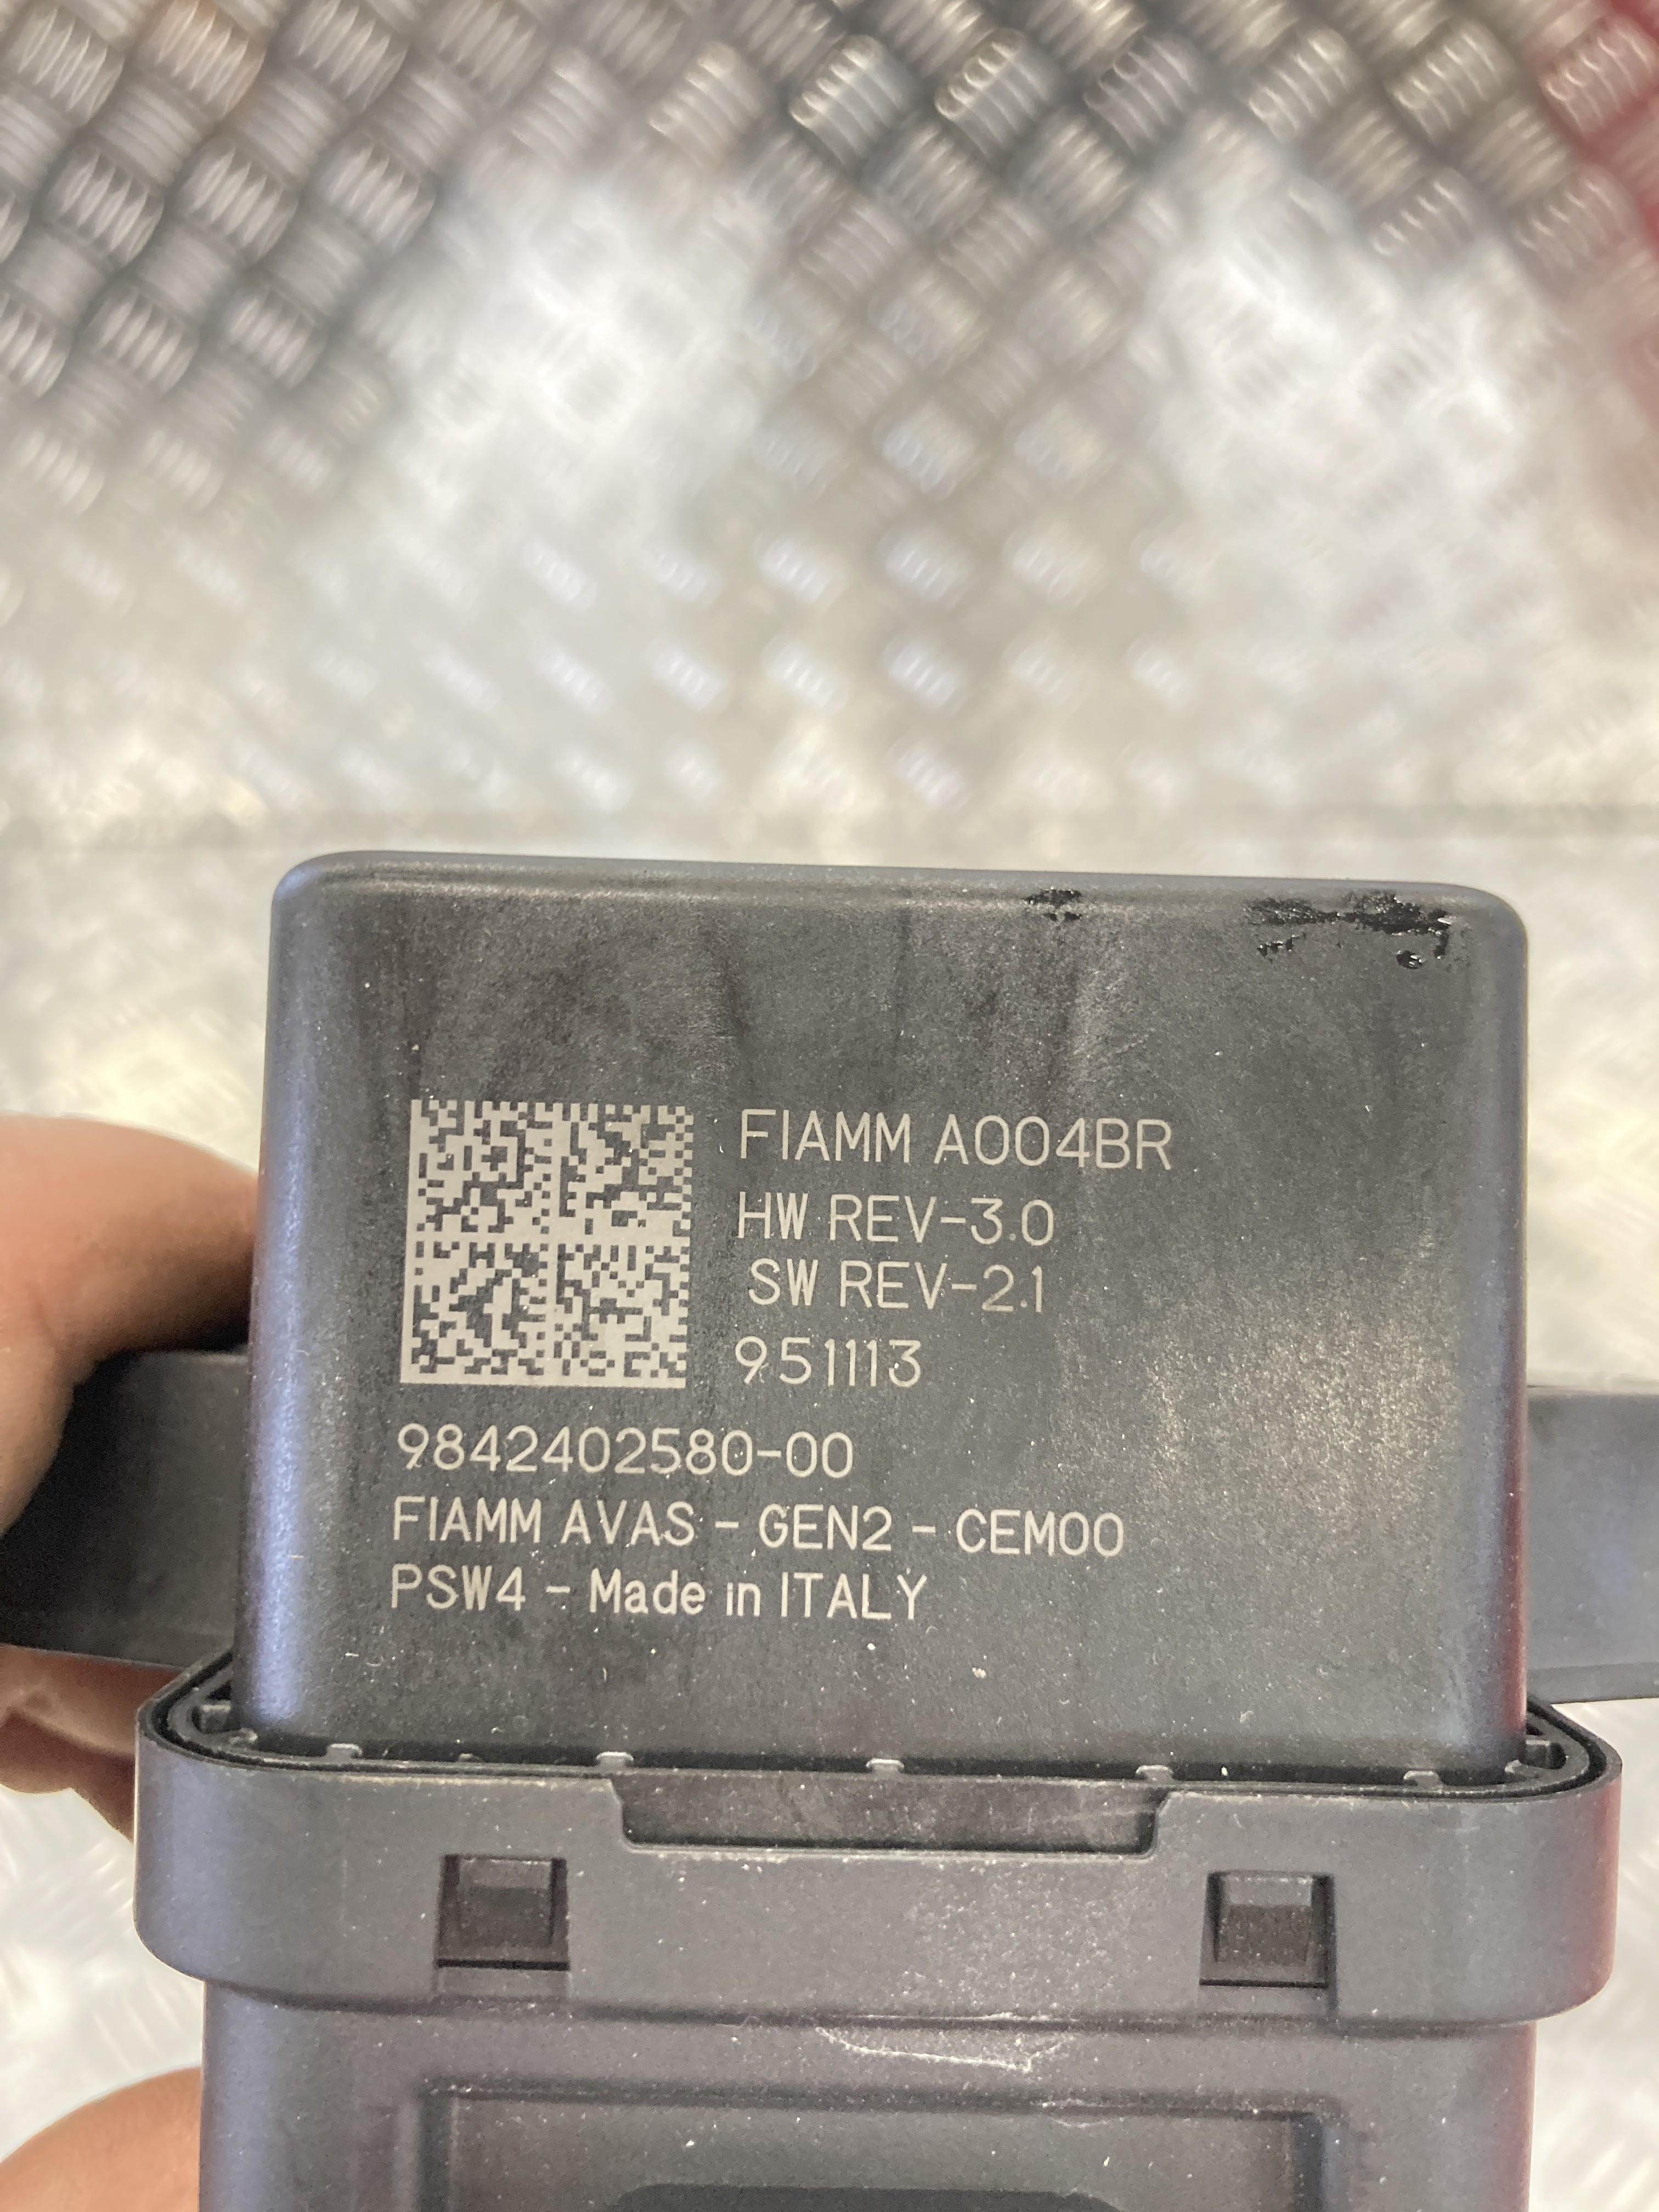 FIAMM A004BR
HW REV-3.0
SW REV-2.1
951113
9842402580-00
FIAMM AVAS - GEN2 - CEM00
PSW4 - Made in ITALY